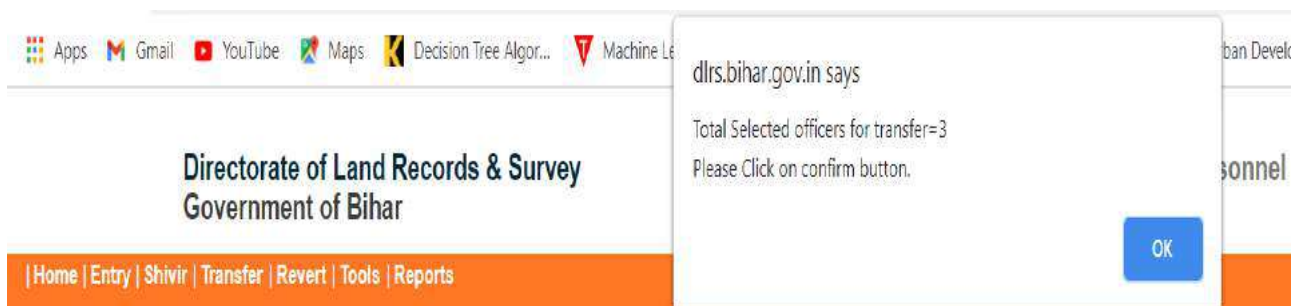 Apps Gmail YouTube Maps Decision Tree Algor... Machine Le
dlrs.bihar.gov.in says
Total Selected officers for transfer=3
Please Click on confirm button.
OK
Directorate of Land Records & Survey
Government of Bihar
| Home | Entry | Shivir | Transfer | Revert | Tools | Reports